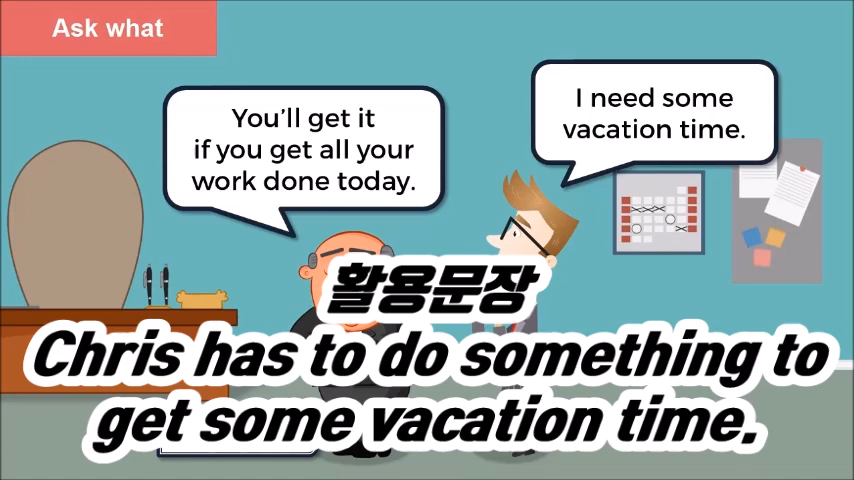 Ask what
You’ll get it
if you get all your
work done today.
I need some
vacation time.
활용문장
Chris has to do something to
get some vacation time.